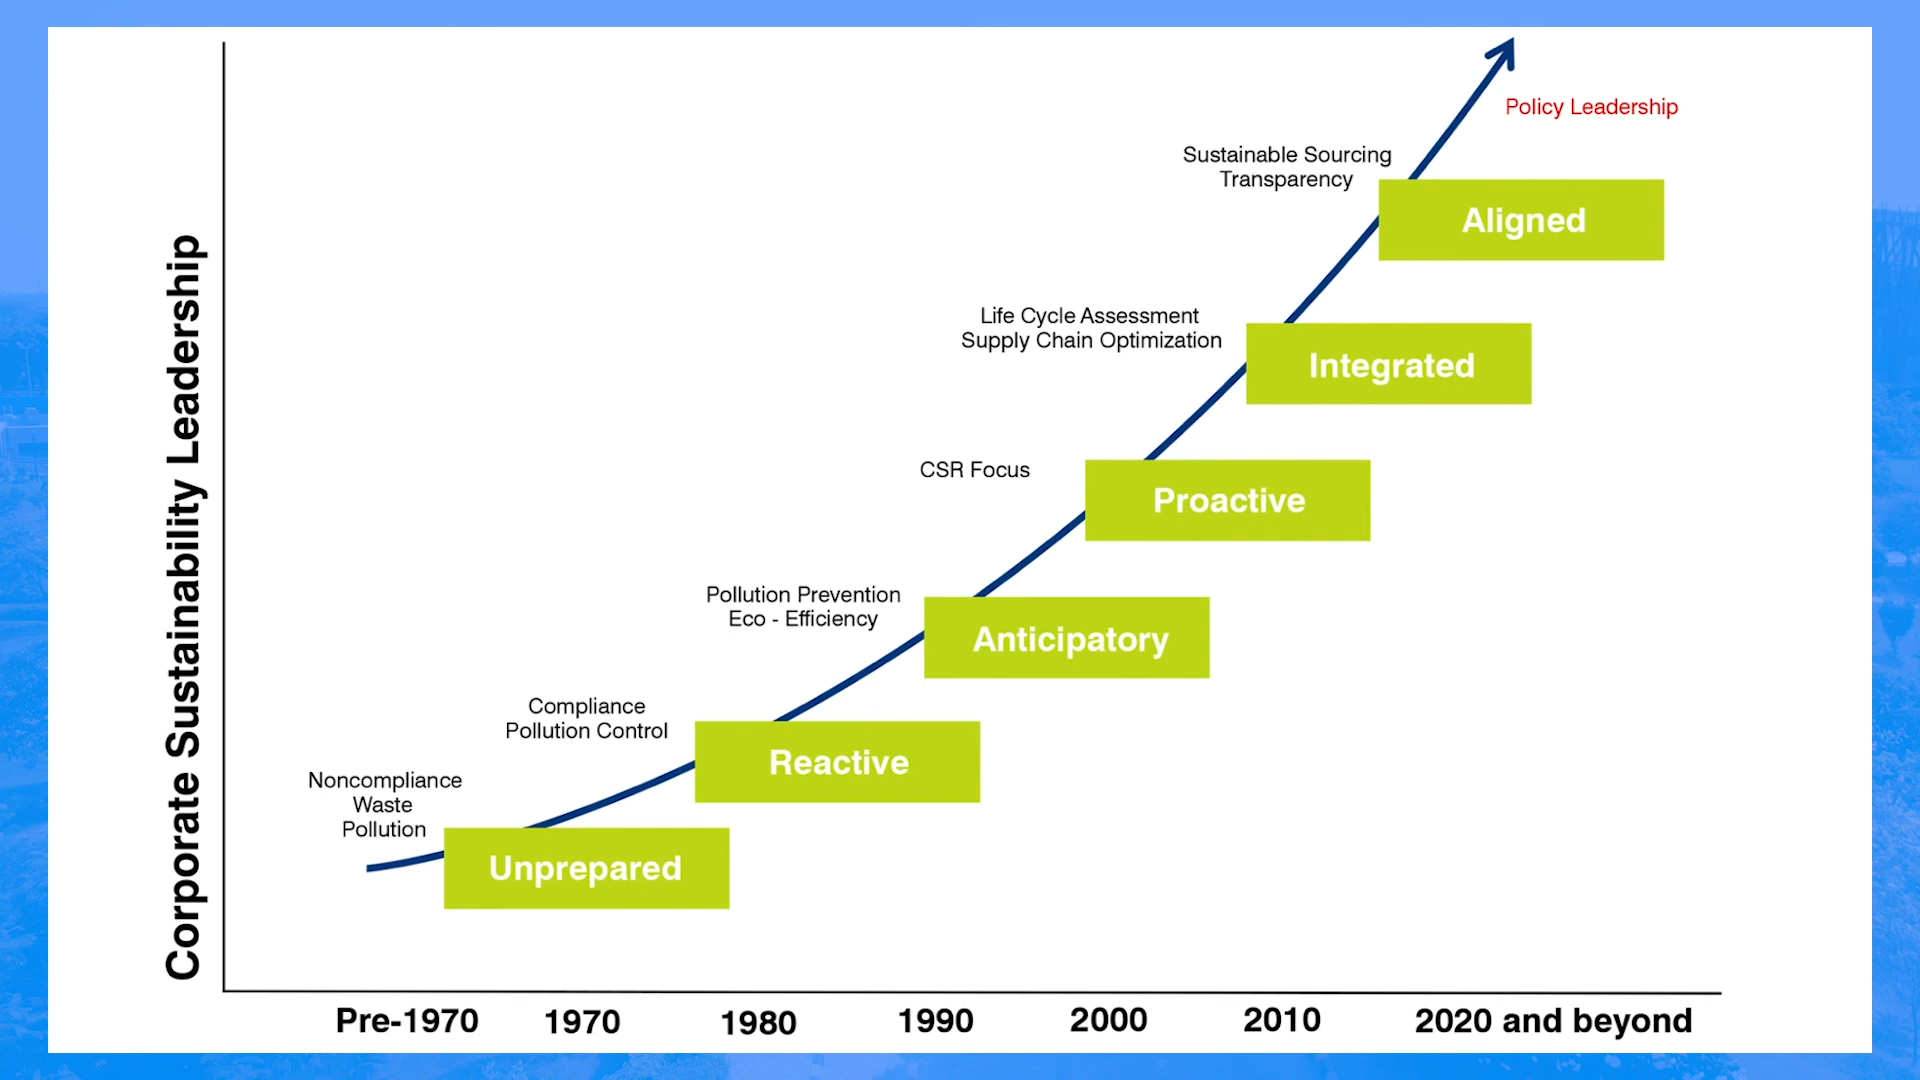 Policy Leadership
Sustainable Sourcing
Transparency
Aligned
Life Cycle Assessment
Supply Chain Optimization
Integrated
CSR Focus
Proactive
Pollution Prevention
Eco - Efficiency
Anticipatory
Compliance
Pollution Control
Reactive
Noncompliance
Waste
Pollution
Unprepared
Corporate Sustainability Leadership
Pre-1970 1970 1980 1990 2000 2010 2020 and beyond